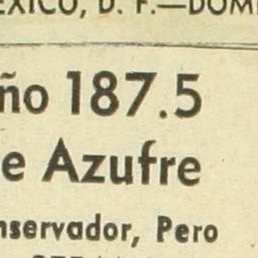 EXICO, D. F.—DOM
ño 187.5
e Azufre
nservador, Pero